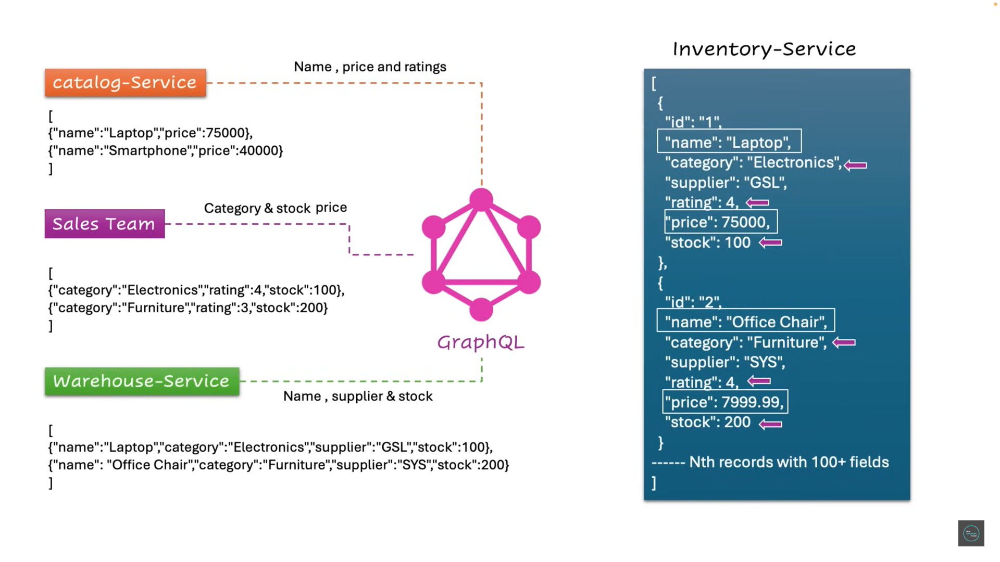 Inventory-Service
Name , price and ratings
catalog-Service
[
{"name":"Laptop","price":75000},
{"name":"Smartphone","price":40000}
]
Category & stock price
Sales Team
[
{"category":"Electronics","rating":4,"stock":100},
{"category":"Furniture","rating":3,"stock":200}
]
GraphQL
Warehouse-Service
Name , supplier & stock
[
{"name":"Laptop","category":"Electronics","supplier":"GSL","stock":100},
{"name": "Office Chair","category":"Furniture","supplier":"SYS","stock":200}
]
[
{
"id": "1",
"name": "Laptop",
"category": "Electronics",
"supplier": "GSL",
"rating": 4,
"price": 75000,
"stock": 100
},
{
"id": "2",
"name": "Office Chair",
"category": "Furniture",
"supplier": "SYS",
"rating": 4,
"price": 7999.99,
"stock": 200
}
------ Nth records with 100+ fields
]